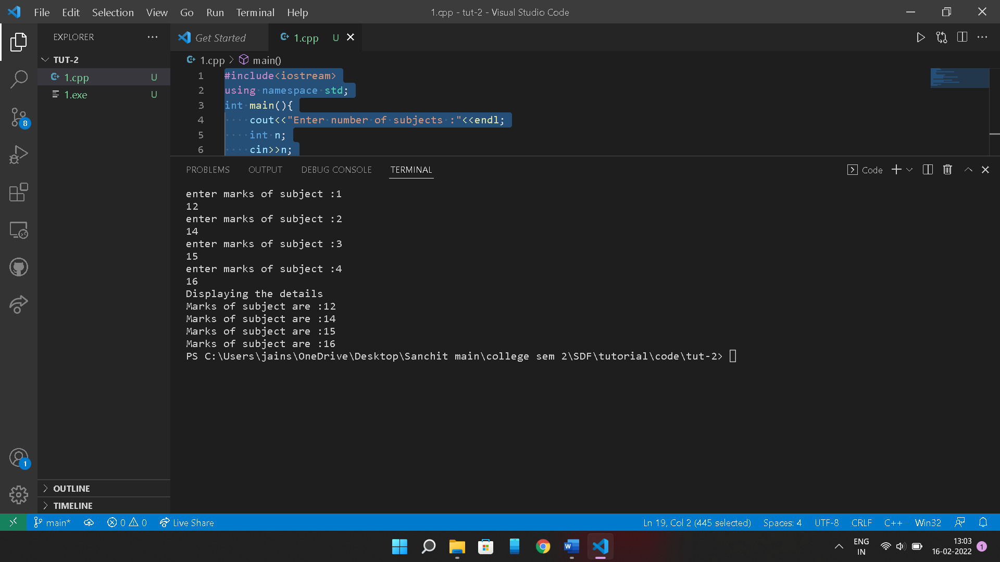 File Edit Selection View Go Run Terminal Help
1.cpp - tut-2 - Visual Studio Code
EXPLORER
Get Started
1.cpp U
TUT-2
1.cpp U
1.exe U
1.cpp > main()
1 #include<iostream>
2 using·namespace·std;
3 int·main(){
4 ····cout<<"Enter·number·of·subjects·:"<<endl;
5 ····int·n;
6 ····cin>>n;
8
PROBLEMS OUTPUT DEBUG CONSOLE TERMINAL
Code
enter marks of subject :1
12
enter marks of subject :2
14
enter marks of subject :3
15
enter marks of subject :4
16
Displaying the details
Marks of subject are :12
Marks of subject are :14
Marks of subject are :15
Marks of subject are :16
PS C:\Users\jains\OneDrive\Desktop\Sanchit main\college sem 2\SDF\tutorial\code\tut-2>
1
OUTLINE
TIMELINE
main* 0 0 Live Share
Ln 19, Col 2 (445 selected) Spaces: 4 UTF-8 CRLF C++ Win32
W
ENG
IN
13:03
16-02-2022
1